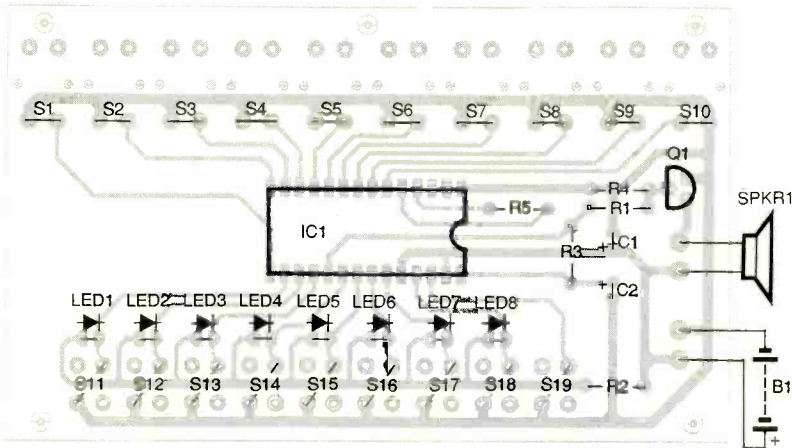 S1 S2 S3 S4 S5 S6 S7 S8 S9 S10
Q1
R4
SPKR1
R5 R1
IC1
C1
R3
C2
LED1 LED2 LED3 LED4 LED5 LED6 LED7 LED8
S11 S12 S13 S14 S15 S16 S17 S18 S19 R2
B1